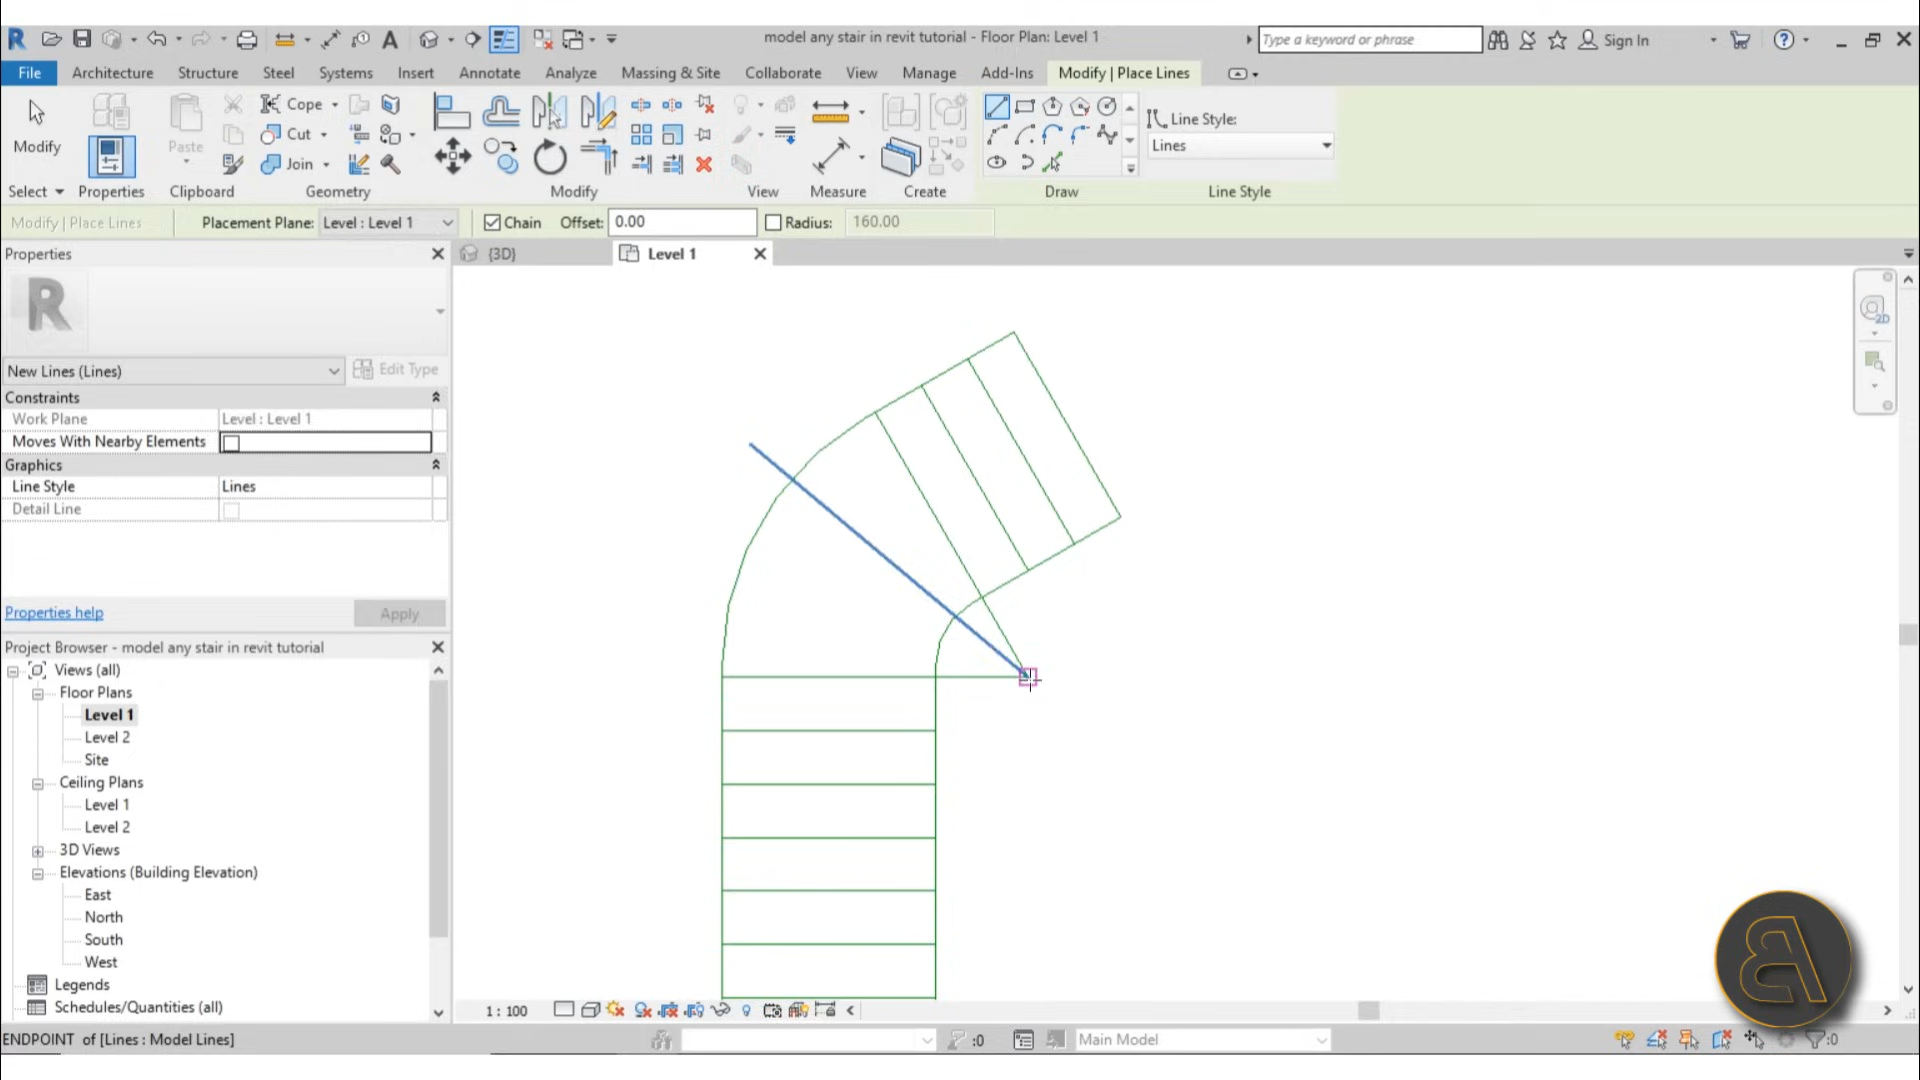 model any stair in revit tutorial - Floor Plan: Level 1
Type a keyword or phrase
Sign In
File Architecture Structure Steel Systems Insert Annotate Analyze Massing & Site Collaborate View Manage Add-Ins Modify | Place Lines
Modify
Paste
Cope
Cut
Join
Line Style:
Lines
Select Properties Clipboard Geometry Modify View Measure Create Draw Line Style
Modify | Place Lines Placement Plane: Level : Level 1 Chain Offset: 0.00 Radius: 160.00
Properties
{3D}
Level 1
R
New Lines (Lines) Edit Type
Constraints
Work Plane Level : Level 1
Moves With Nearby Elements
Graphics
Line Style Lines
Detail Line
Properties help Apply
Project Browser - model any stair in revit tutorial
Views (all)
Floor Plans
Level 1
Level 2
Site
Ceiling Plans
Level 1
Level 2
3D Views
Elevations (Building Elevation)
East
North
South
West
Legends
Schedules/Quantities (all)
2D
1 : 100
ENDPOINT of [Lines : Model Lines]
:0
Main Model
:0